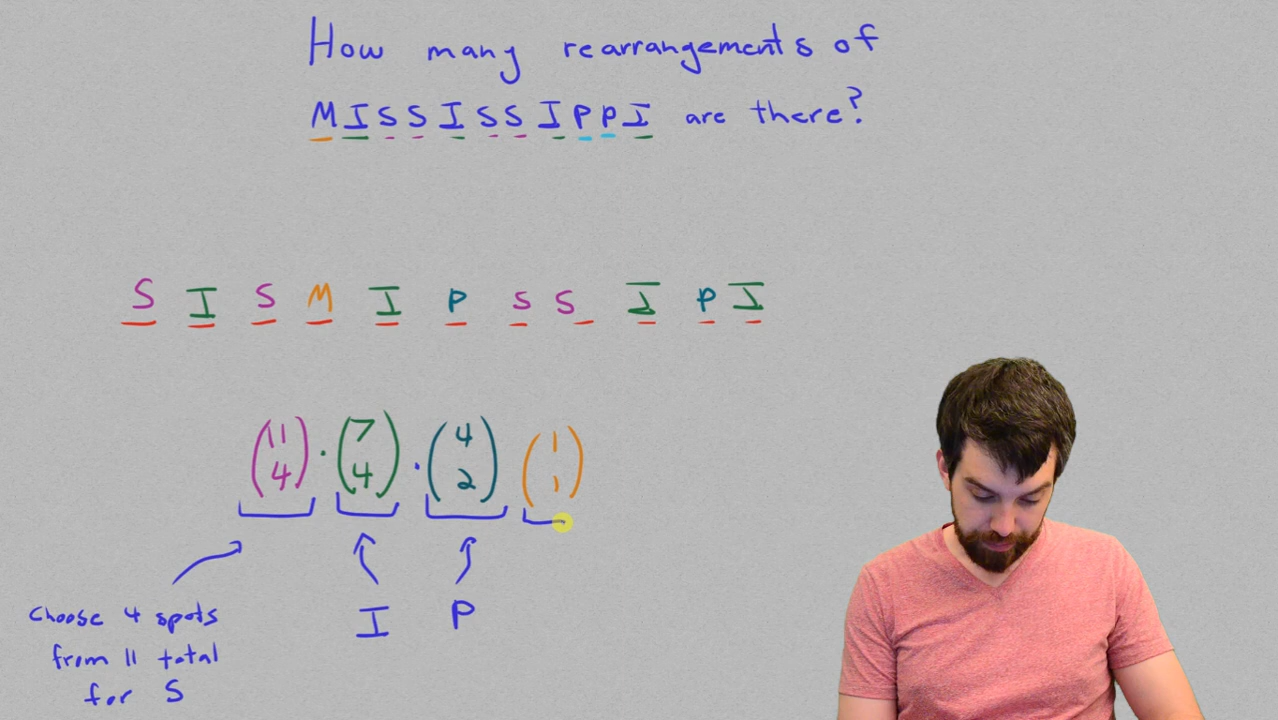 How many rearrangements of
MISSISSIPPI are there?
S I S M I P S S I P I
(11 4) · (7 4) · (4 2) (1 1)
I P
choose 4 spots
from 11 total
for S